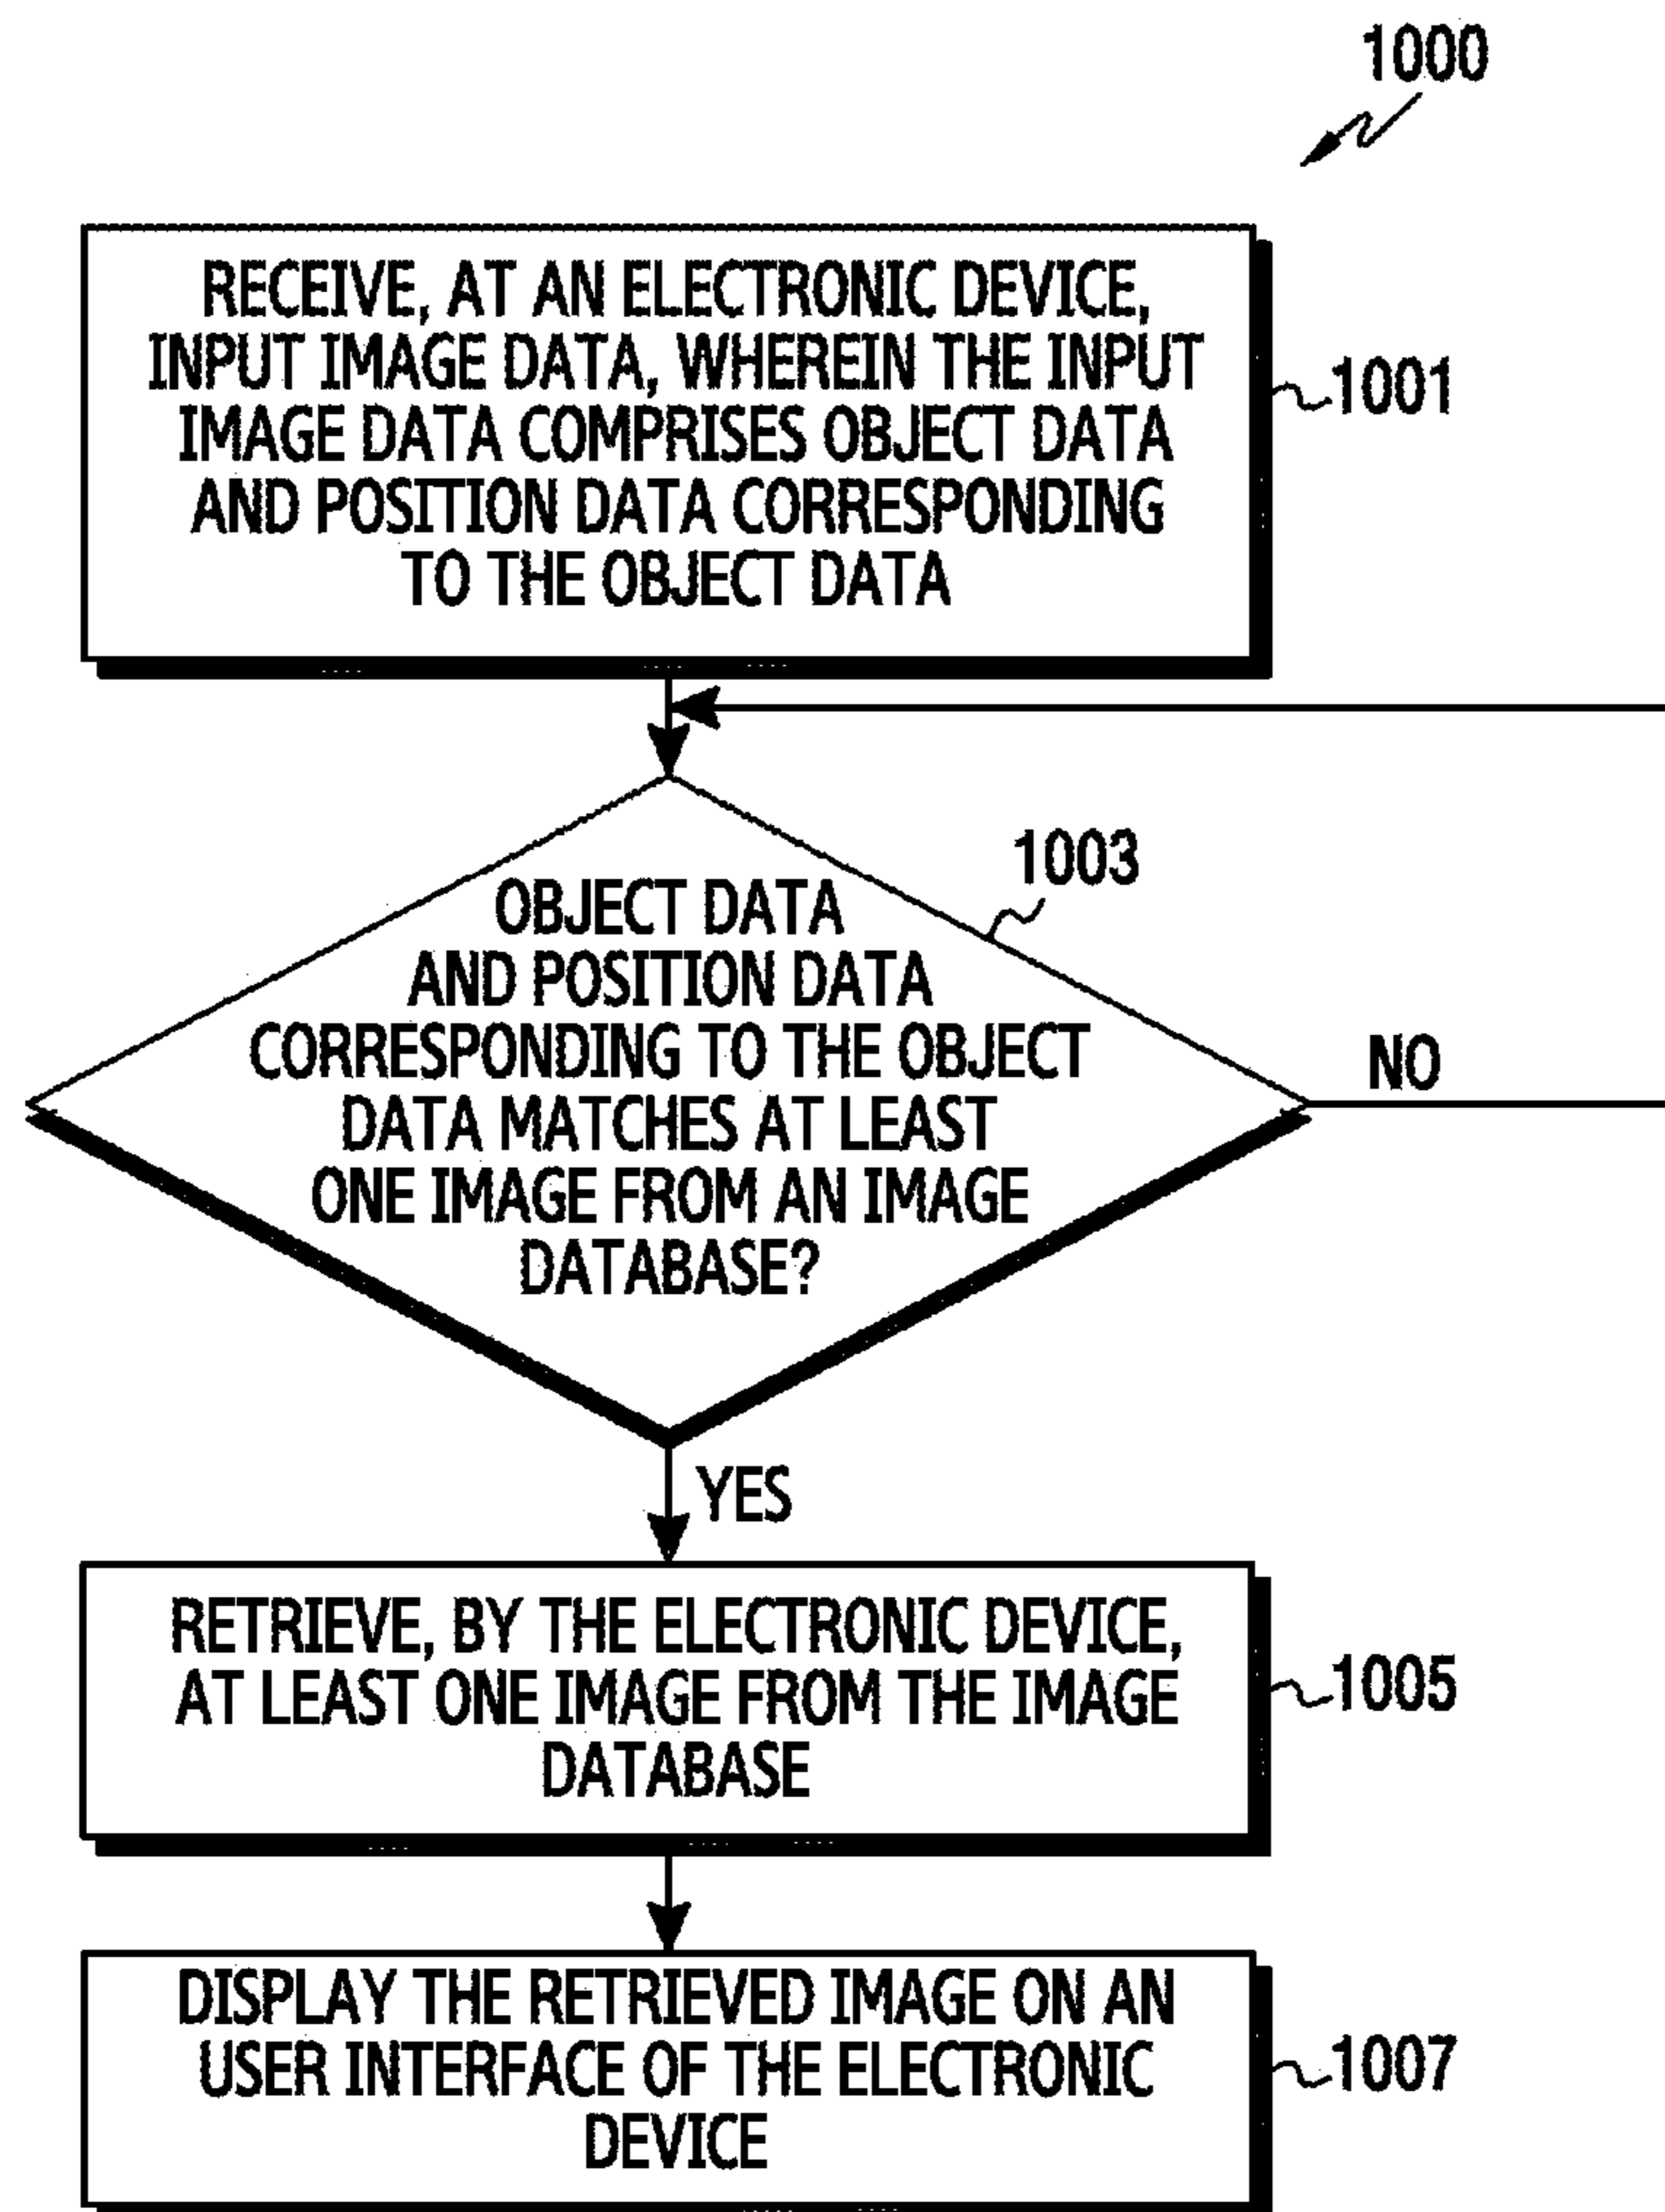 1000
RECEIVE, AT AN ELECTRONIC DEVICE,
INPUT IMAGE DATA, WHEREIN THE INPUT
IMAGE DATA COMPRISES OBJECT DATA
AND POSITION DATA CORRESPONDING
TO THE OBJECT DATA
1001
1003
OBJECT DATA
AND POSITION DATA
CORRESPONDING TO THE OBJECT
DATA MATCHES AT LEAST
ONE IMAGE FROM AN IMAGE
DATABASE?
NO
YES
RETRIEVE, BY THE ELECTRONIC DEVICE,
AT LEAST ONE IMAGE FROM THE IMAGE
DATABASE
1005
DISPLAY THE RETRIEVED IMAGE ON AN
USER INTERFACE OF THE ELECTRONIC
DEVICE
1007